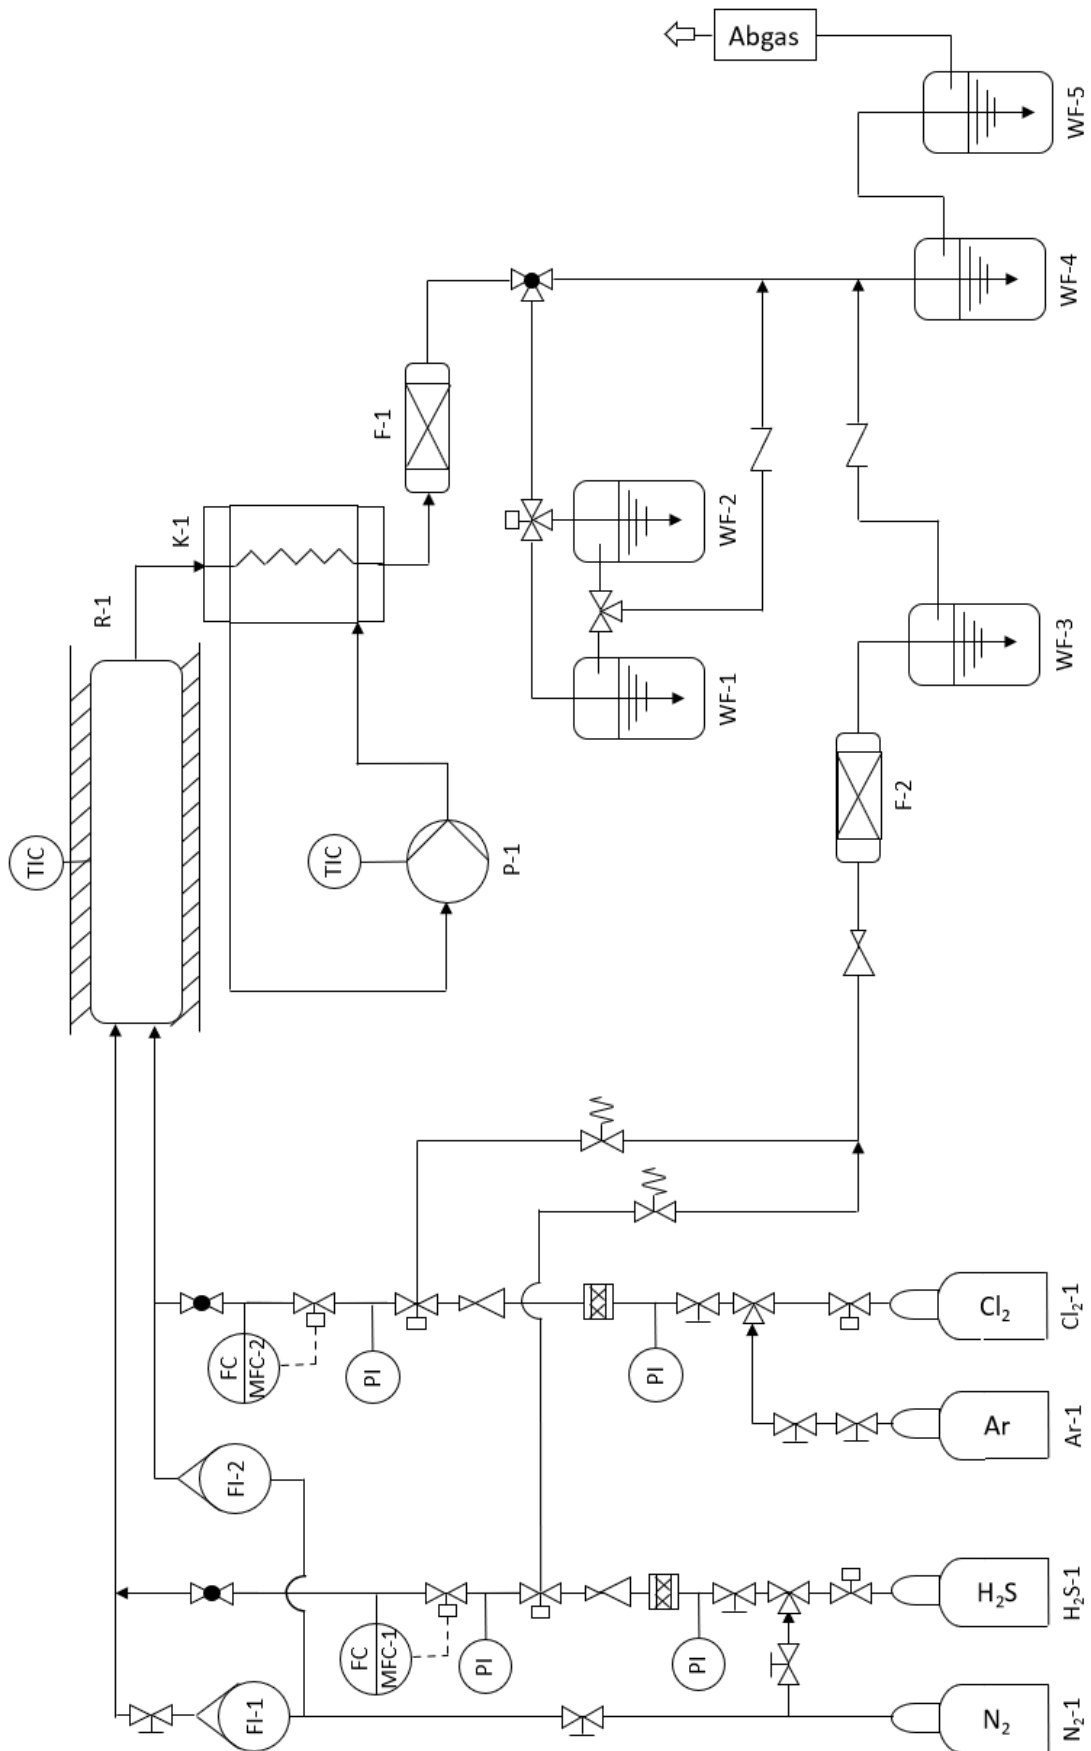 Abgas
WF-5
WF-4
F-1
K-1
R-1
WF-2
WF-1
WF-3
TIC
TIC
P-1
F-2
FC
MFC-2
PI
PI
Cl₂
Cl₂-1
Ar
Ar-1
FI-2
FC
MFC-1
PI
PI
H₂S
H₂S-1
FI-1
N₂
N₂-1